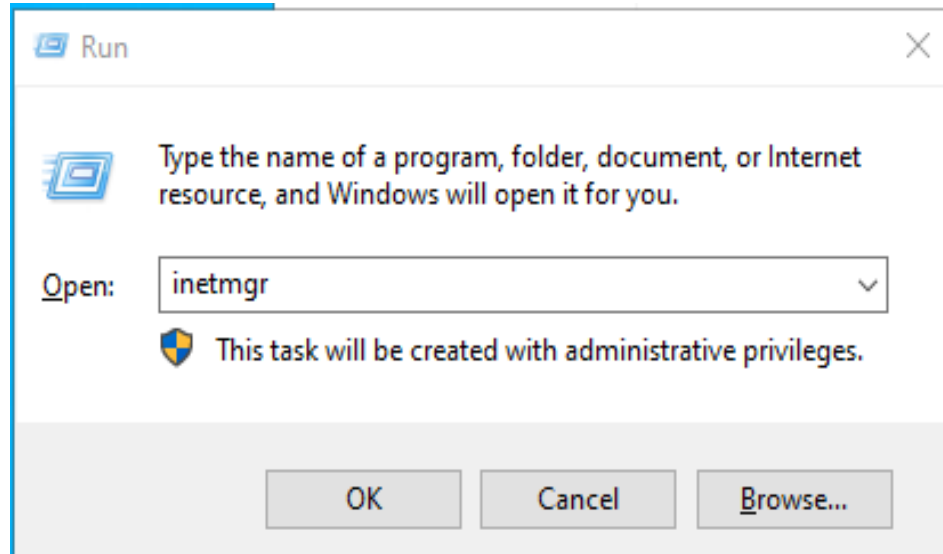 Run
Type the name of a program, folder, document, or Internet
resource, and Windows will open it for you.
Open: inetmgr
This task will be created with administrative privileges.
OK Cancel Browse...